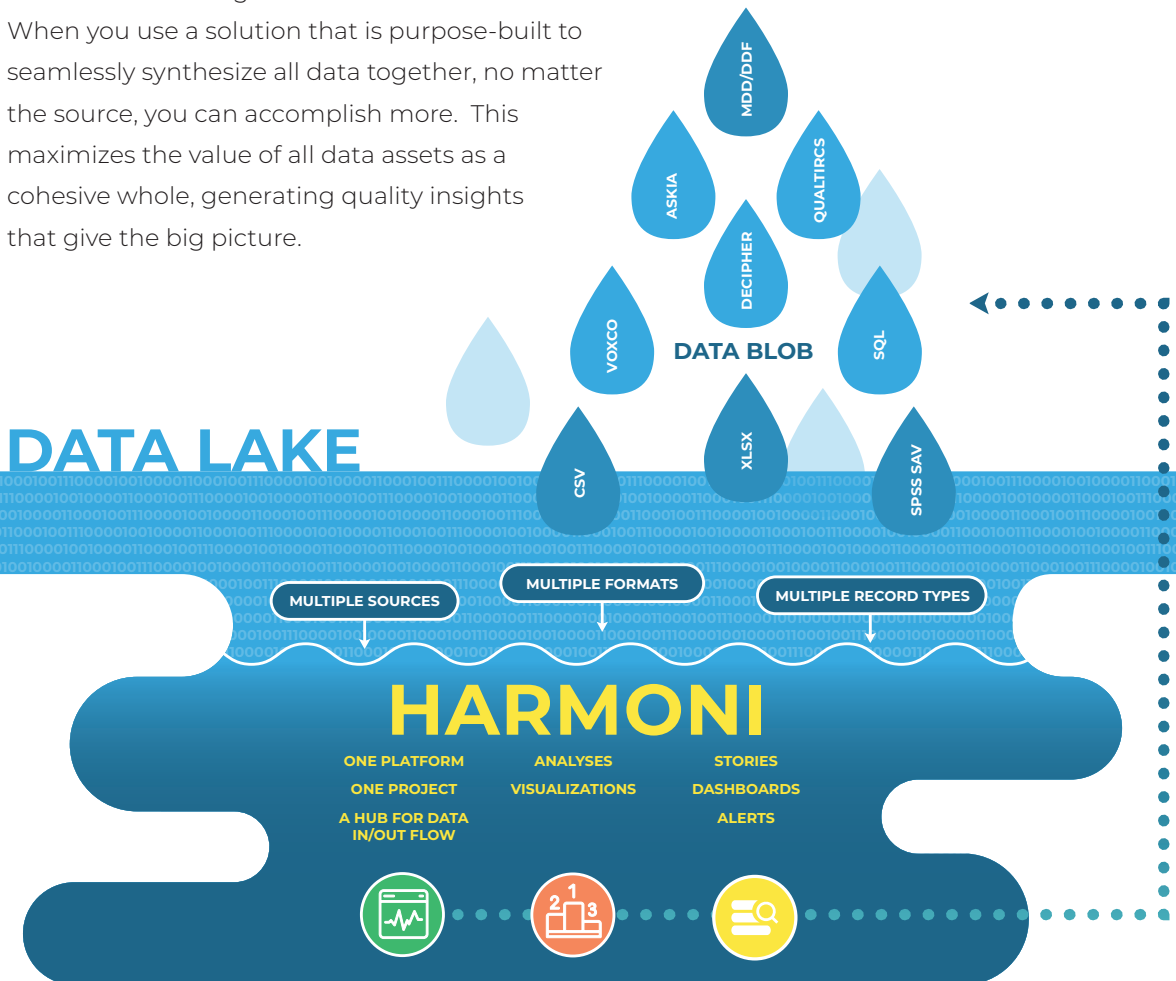 When you use a solution that is purpose-built to
seamlessly synthesize all data together, no matter
the source, you can accomplish more. This
maximizes the value of all data assets as a
cohesive whole, generating quality insights
that give the big picture.
MDD/DDF
ASKIA
QUALTIRCS
DECIPHER
VOXCO
SQL
DATA BLOB
CSV
XLSX
SPSS SAV
DATA LAKE
MULTIPLE SOURCES
MULTIPLE FORMATS
MULTIPLE RECORD TYPES
HARMONI
ONE PLATFORM
ONE PROJECT
A HUB FOR DATA
IN/OUT FLOW
ANALYSES
VISUALIZATIONS
STORIES
DASHBOARDS
ALERTS
1
2
3